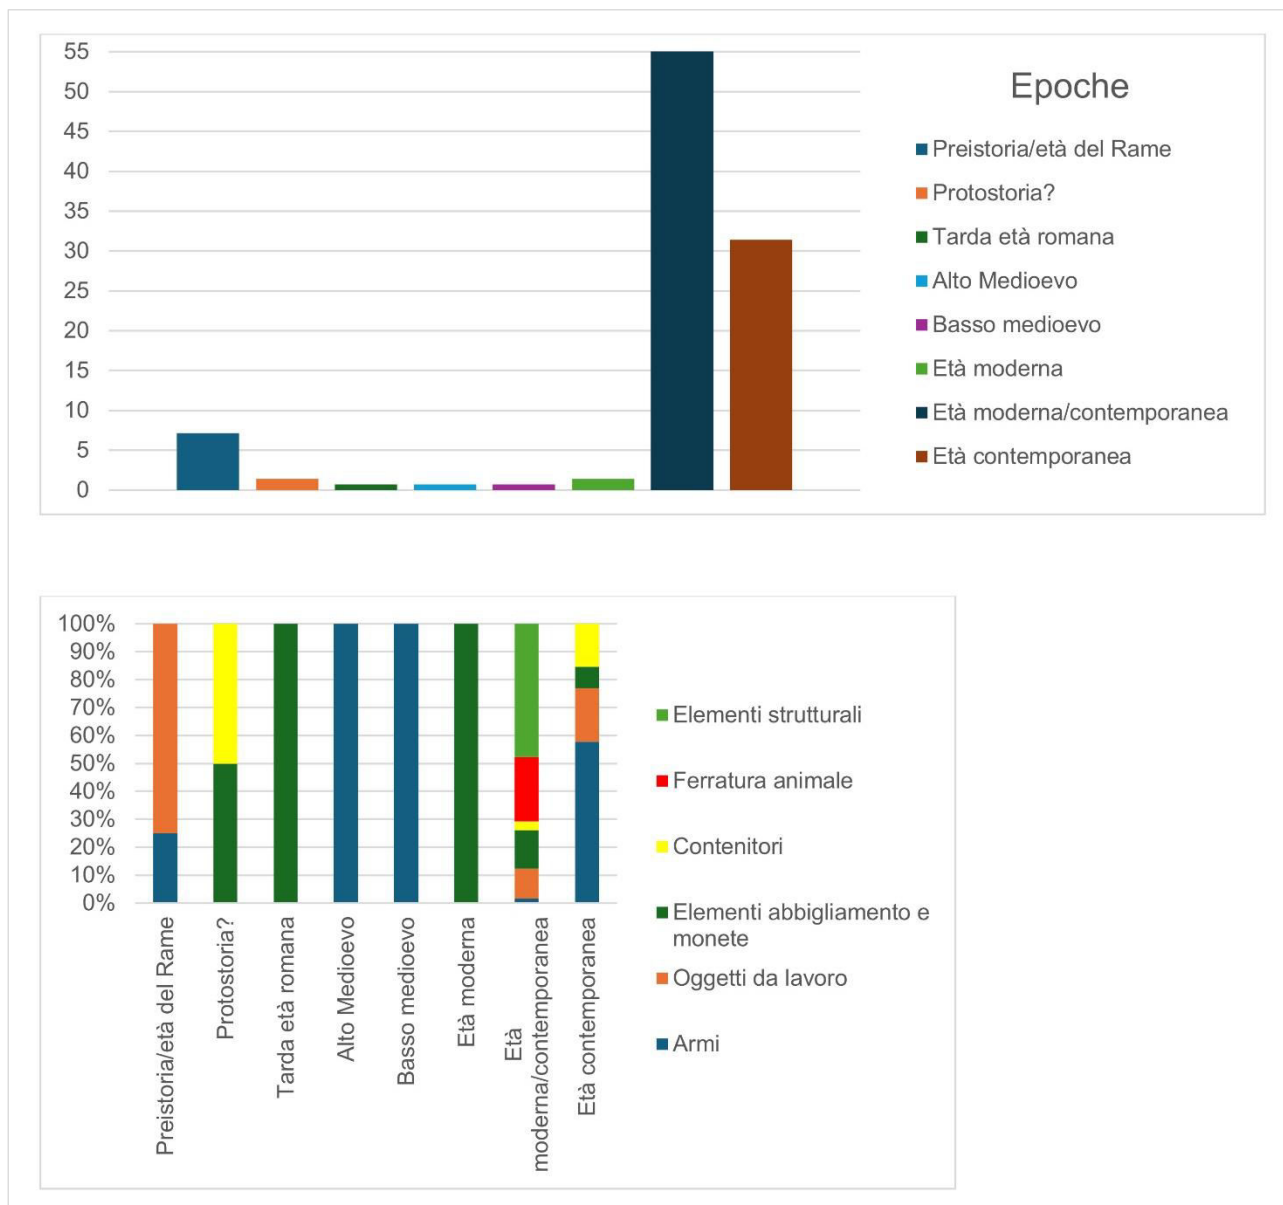 55
50
45
40
35
30
25
20
15
10
5
0
Epoche
Preistoria/età del Rame
Protostoria?
Tarda età romana
Alto Medioevo
Basso medioevo
Età moderna
Età moderna/contemporanea
Età contemporanea
100%
90%
80%
70%
60%
50%
40%
30%
20%
10%
0%
Preistoria/età del Rame
Protostoria?
Tarda età romana
Alto Medioevo
Basso medioevo
Età moderna
Età
moderna/contemporanea
Età contemporanea
Elementi strutturali
Ferratura animale
Contenitori
Elementi abbigliamento e
monete
Oggetti da lavoro
Armi